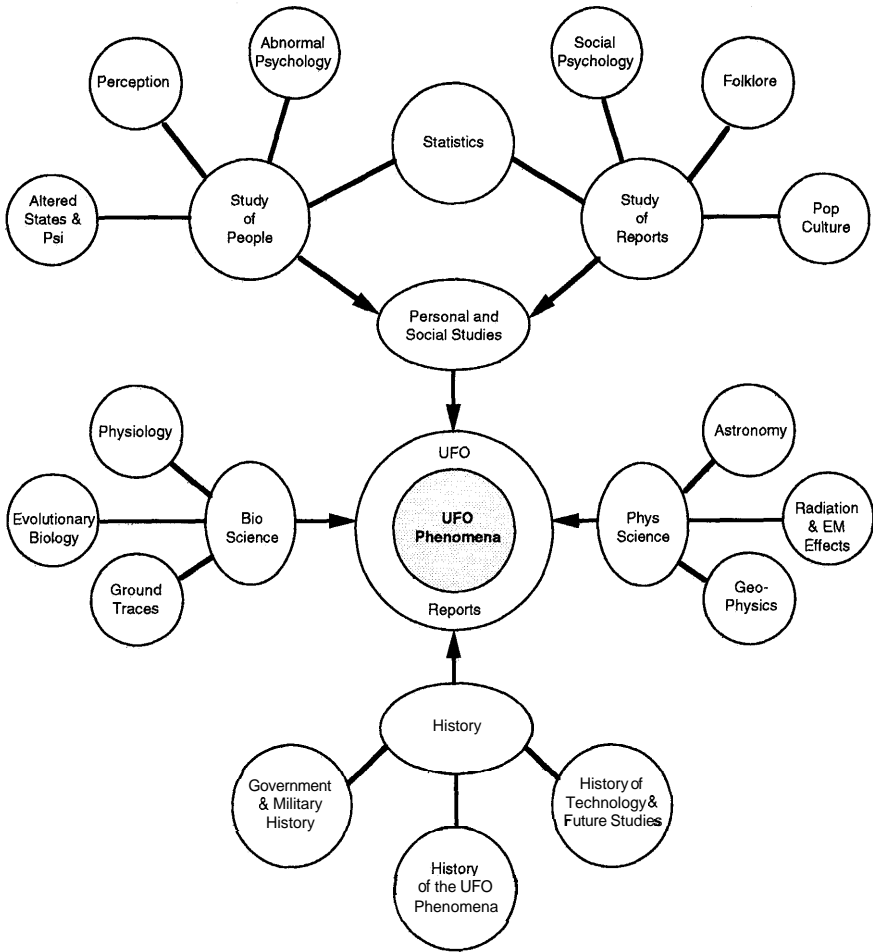 Abnormal
Psychology
Social
Psychology
Perception
Folklore
Statistics
Altered
States &
Psi
Study
of
People
Study
of
Reports
Pop
Culture
Personal and
Social Studies
Physiology
Astronomy
UFO
Evolutionary
Biology
Bio
Science
UFO
Phenomena
Phys
Science
Radiation
& EM
Effects
Ground
Traces
Reports
Geo-
Physics
History
Government
& Military
History
History of
Technology &
Future Studies
History
of the UFO
Phenomena